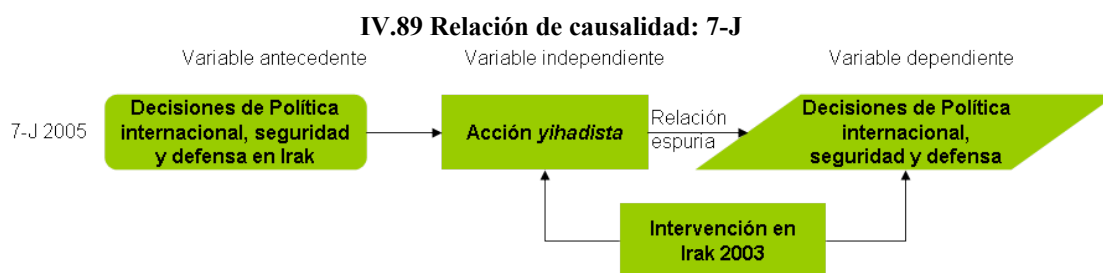 IV.89 Relación de causalidad: 7-J
Variable antecedente
Variable independiente
Variable dependiente
7-J 2005
Decisiones de Política
internacional, seguridad
y defensa en Irak
Acción yihadista
Relación
espuria
Decisiones de Política
internacional,
seguridad y defensa
Intervención en
Irak 2003